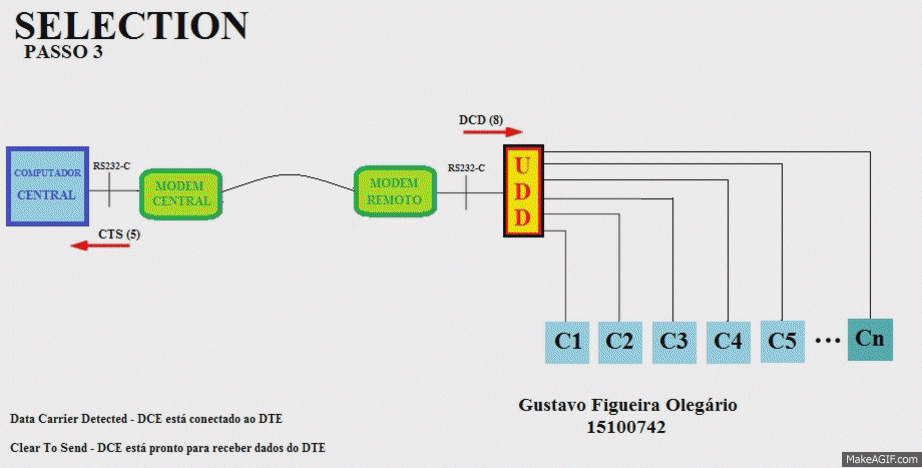 SELECTION
PASSO 3
DCD (8)
COMPUTADOR
CENTRAL
RS232-C
MODEM
CENTRAL
MODEM
REMOTO
RS232-C
U
D
D
CTS (5)
C1 C2 C3 C4 C5 ... Cn
Gustavo Figueira Olegário
15100742
Data Carrier Detected - DCE está conectado ao DTE
Clear To Send - DCE está pronto para receber dados do DTE
MakeAGIF.com